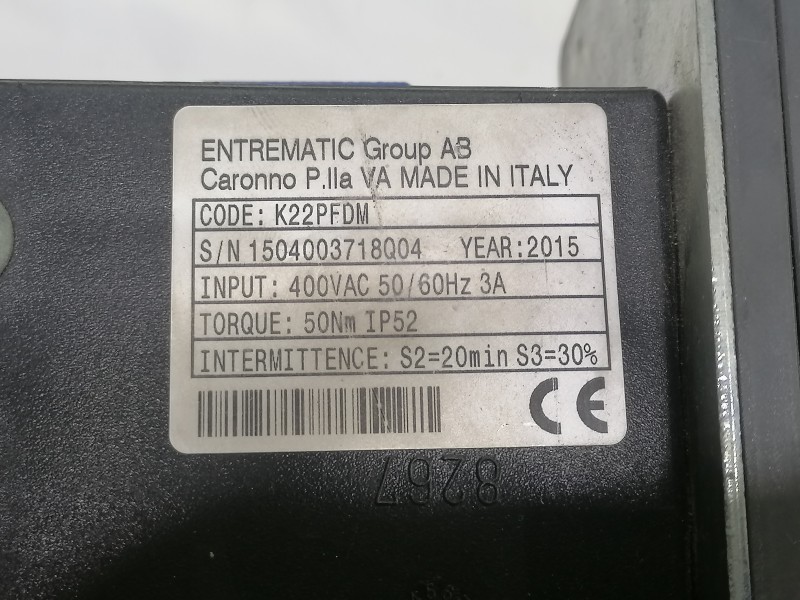 ENTREMATIC Group AB
Caronno P.lla VA MADE IN ITALY
CODE: K22PFDM
S/N 1504003718Q04 YEAR:2015
INPUT: 400VAC 50/60Hz 3A
TORQUE: 50Nm IP52
INTERMITTENCE: S2=20min S3=30%
CE
8267